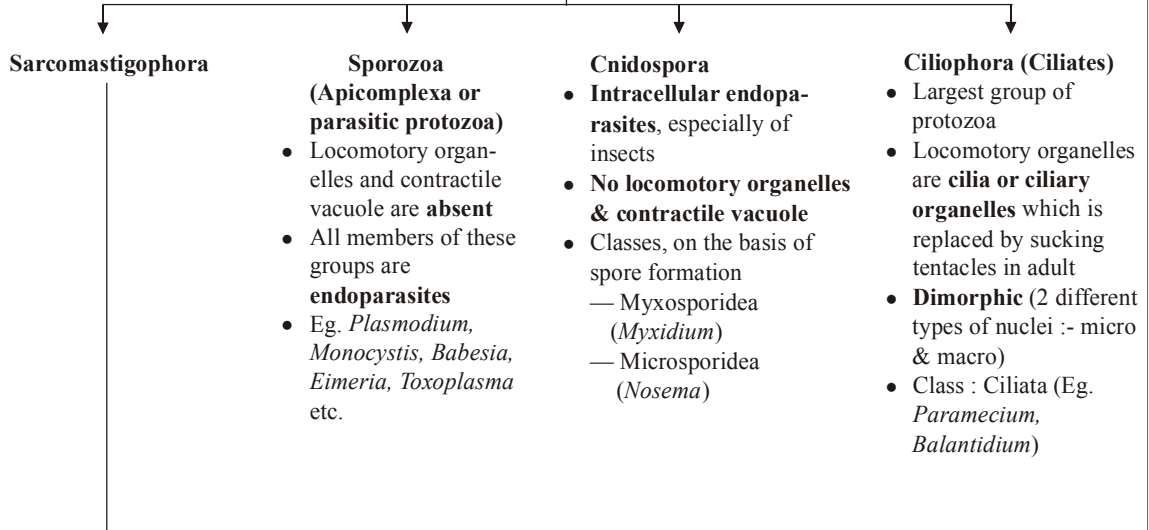 Sarcomastigophora
Sporozoa
(Apicomplexa or
parasitic protozoa)
● Locomotory organ-
elles and contractile
vacuole are absent
● All members of these
groups are
endoparasites
● Eg. Plasmodium,
Monocystis, Babesia,
Eimeria, Toxoplasma
etc.
Cnidospora
● Intracellular endopa-
rasites, especially of
insects
● No locomotory organelles
& contractile vacuole
● Classes, on the basis of
spore formation
— Myxosporidea
(Myxidium)
— Microsporidea
(Nosema)
Ciliophora (Ciliates)
● Largest group of
protozoa
● Locomotory organelles
are cilia or ciliary
organelles which is
replaced by sucking
tentacles in adult
● Dimorphic (2 different
types of nuclei :- micro
& macro)
● Class : Ciliata (Eg.
Paramecium,
Balantidium)